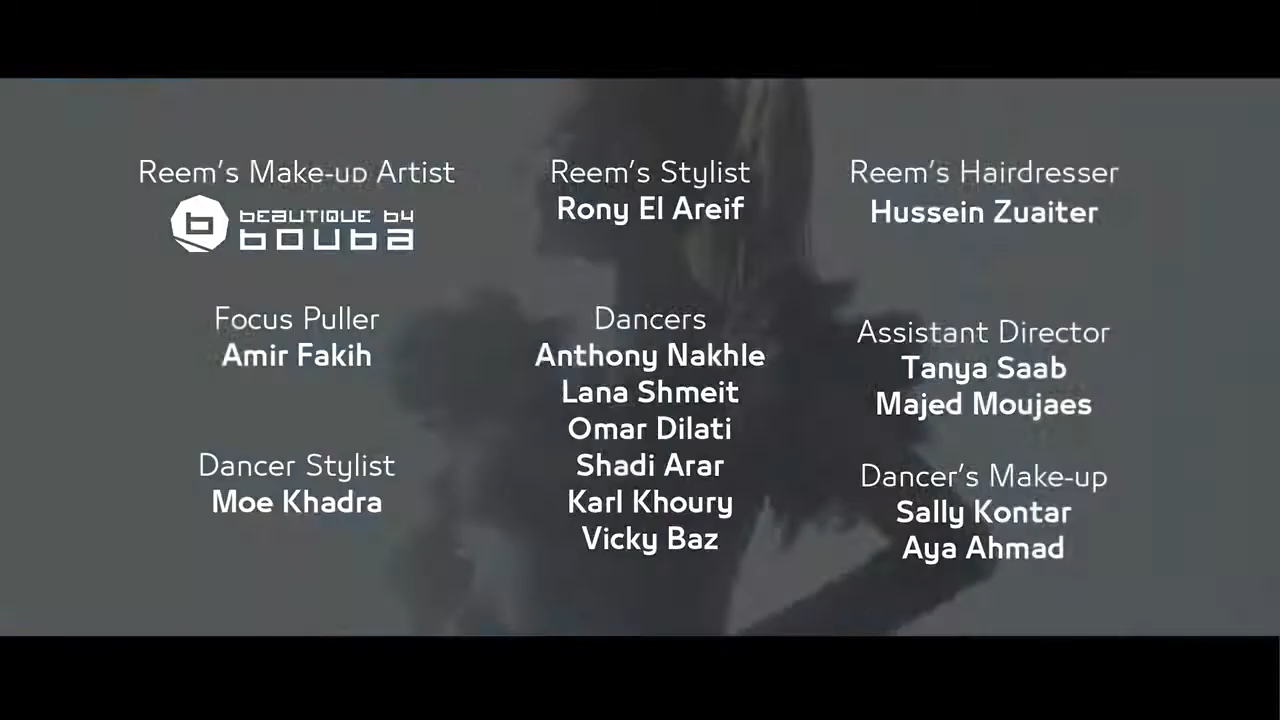 Reem's Make-up Artist
b BEAUTIQUE by
bouba
Reem's Stylist
Rony El Areif
Reem's Hairdresser
Hussein Zuaiter
Focus Puller
Amir Fakih
Dancers
Anthony Nakhle
Lana Shmeit
Omar Dilati
Shadi Arar
Karl Khoury
Vicky Baz
Assistant Director
Tanya Saab
Majed Moujaes
Dancer Stylist
Moe Khadra
Dancer's Make-up
Sally Kontar
Aya Ahmad